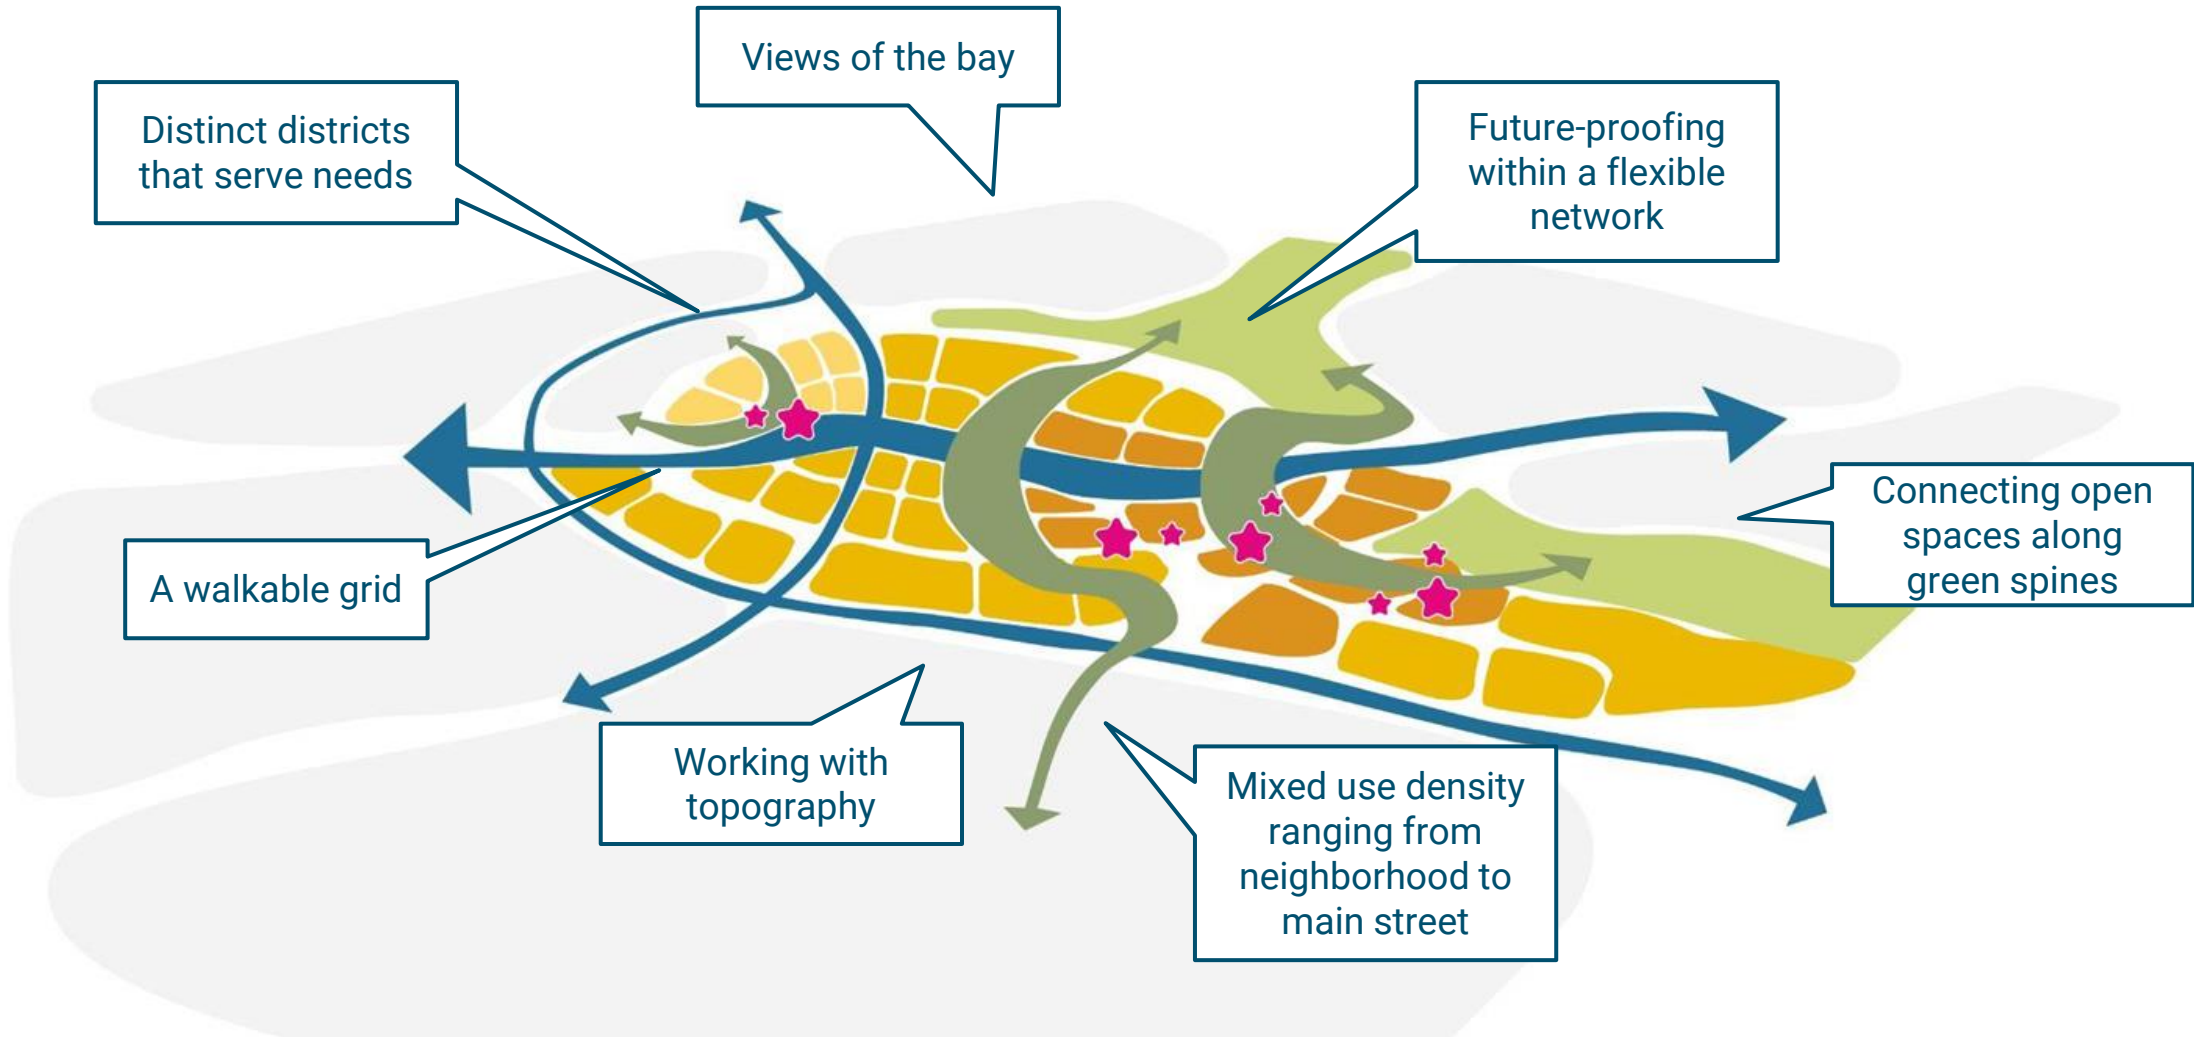 Views of the bay
Distinct districts
that serve needs
Future-proofing
within a flexible
network
Connecting open
spaces along
green spines
A walkable grid
Working with
topography
Mixed use density
ranging from
neighborhood to
main street